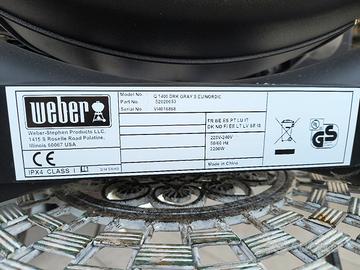 weber
Weber-Stephen Products LLC.
1415 S Roselle Road Palatine,
Illinois 60067 USA
CE
IPX4 CLASS I
Model No. Q 1400 DRK GRAY S EU/NORDIC
Part No. 52020053
Serial No.
FR BE ES PT LU IT
DK NO FI EE LT LV SE IS
220V-240V
50/60 Hz
2200W
Made in China
GS